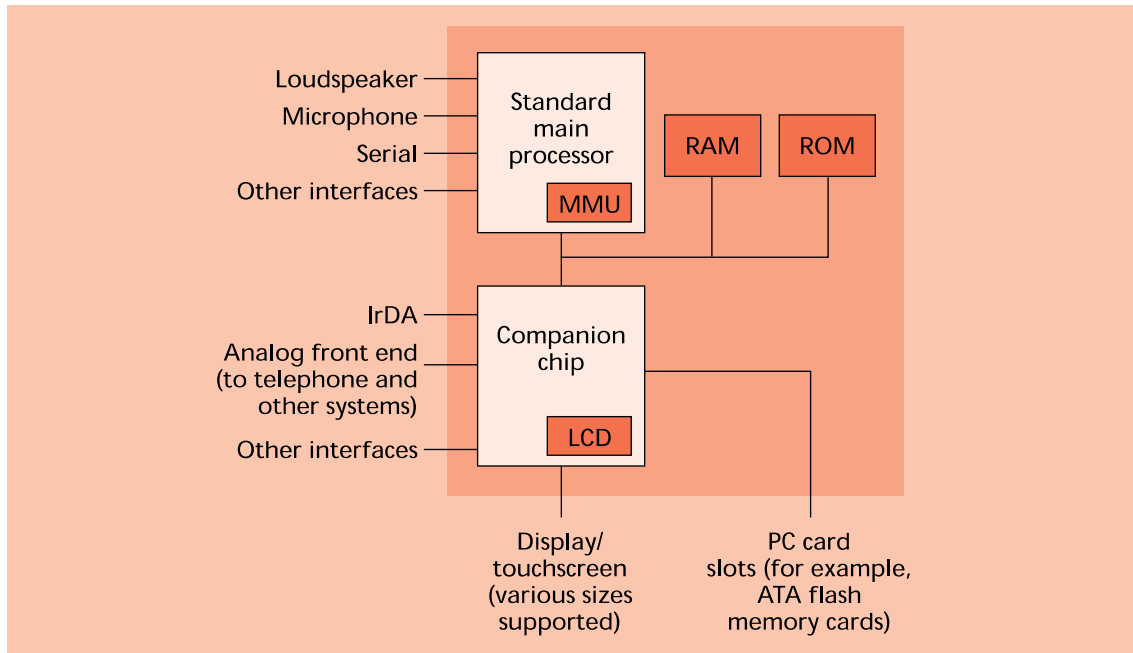 Loudspeaker
Microphone
Serial
Other interfaces
Standard
main
processor
MMU
RAM
ROM
IrDA
Analog front end
(to telephone and
other systems)
Other interfaces
Companion
chip
LCD
Display/
touchscreen
(various sizes
supported)
PC card
slots (for example,
ATA flash
memory cards)